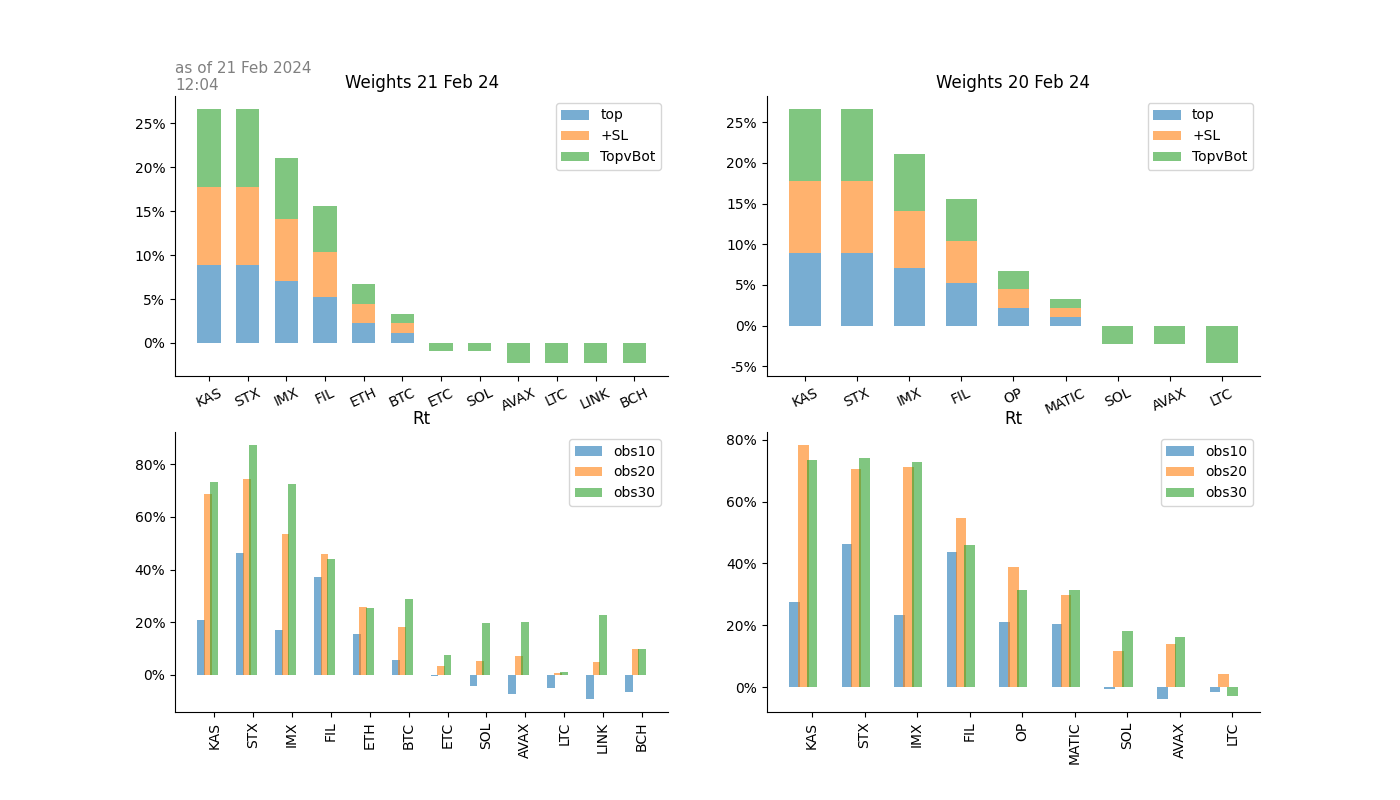 as of 21 Feb 2024
12:04
Weights 21 Feb 24
25%
20%
15%
10%
5%
0%
top
+SL
TopvBot
KAS STX IMX FIL ETH BTC ETC SOL AVAX LTC LINK BCH
Weights 20 Feb 24
25%
20%
15%
10%
5%
0%
-5%
top
+SL
TopvBot
KAS STX IMX FIL OP MATIC SOL AVAX LTC
Rt
80%
60%
40%
20%
0%
obs10
obs20
obs30
KAS STX IMX FIL ETH BTC ETC SOL AVAX LTC LINK BCH
Rt
80%
60%
40%
20%
0%
obs10
obs20
obs30
KAS STX IMX FIL OP MATIC SOL AVAX LTC